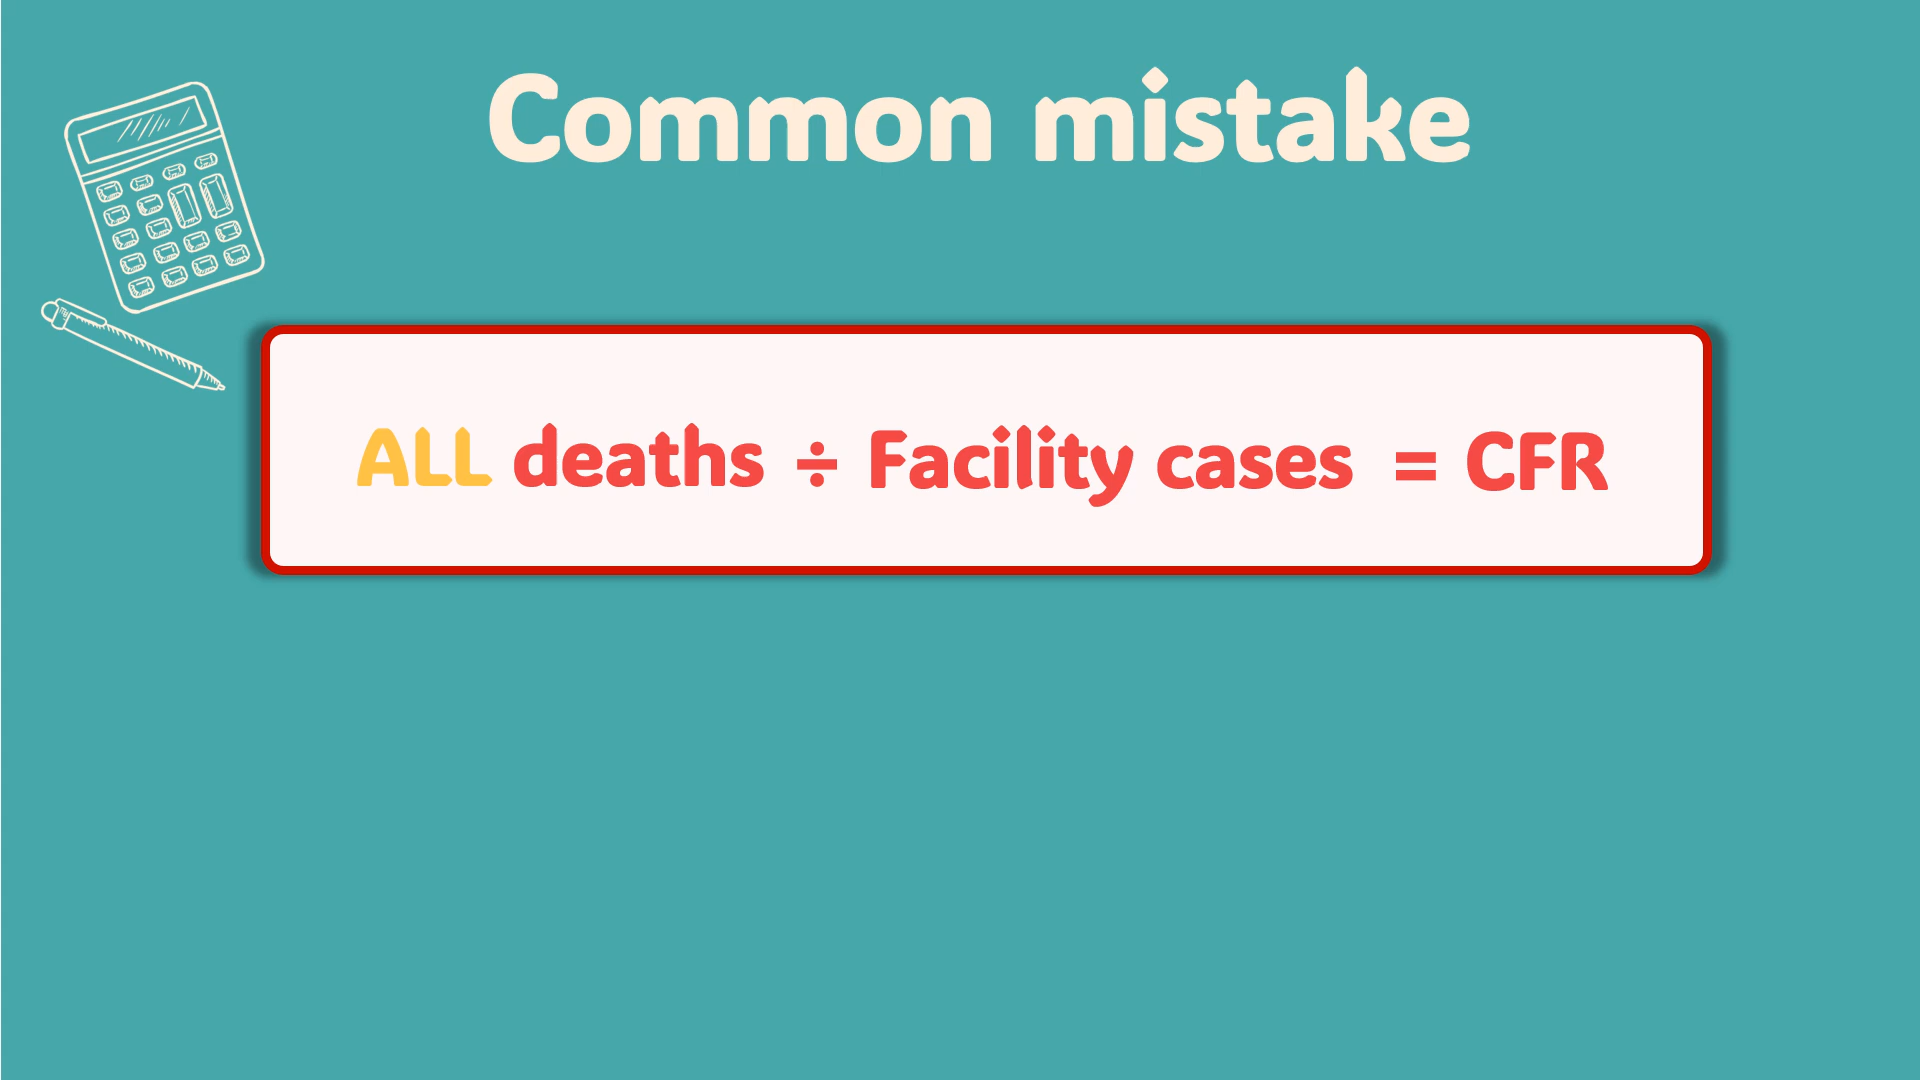 Common mistake
ALL deaths ÷ Facility cases = CFR